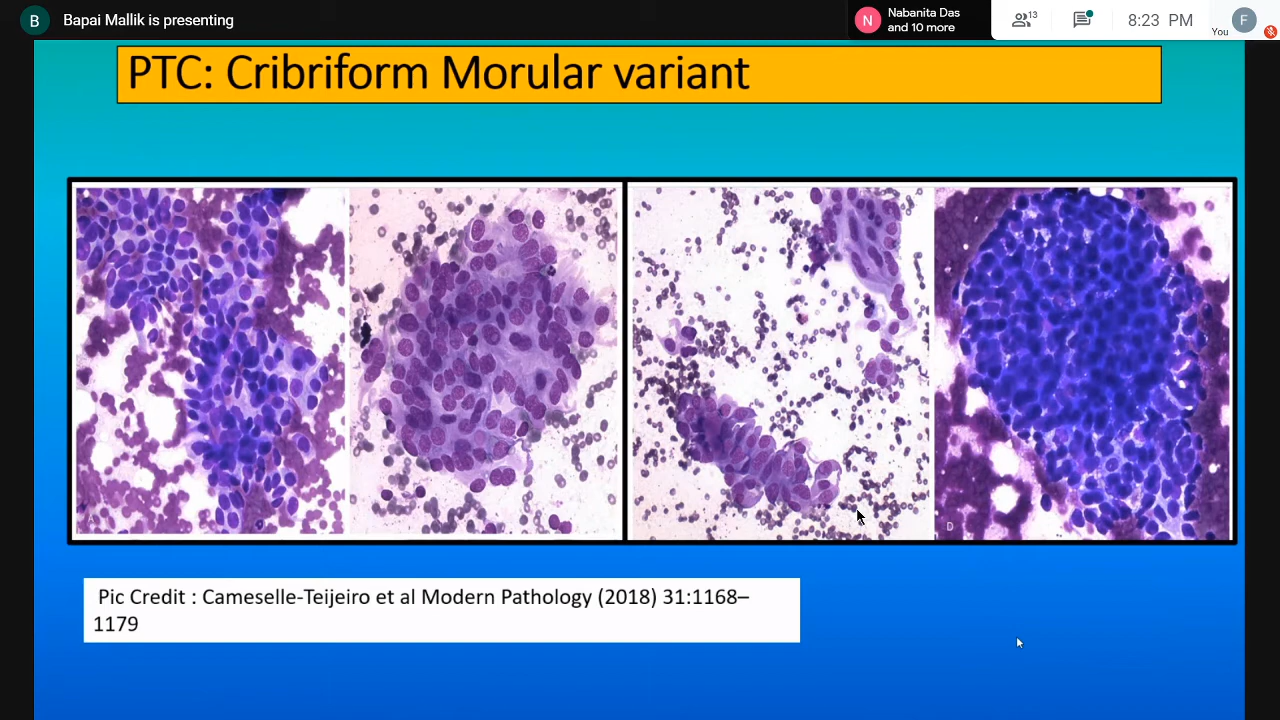 B
Bapai Mallik is presenting
N
Nabanita Das
and 10 more
13
8:23 PM
You
F
PTC: Cribriform Morular variant
D
Pic Credit : Cameselle-Teijeiro et al Modern Pathology (2018) 31:1168–
1179